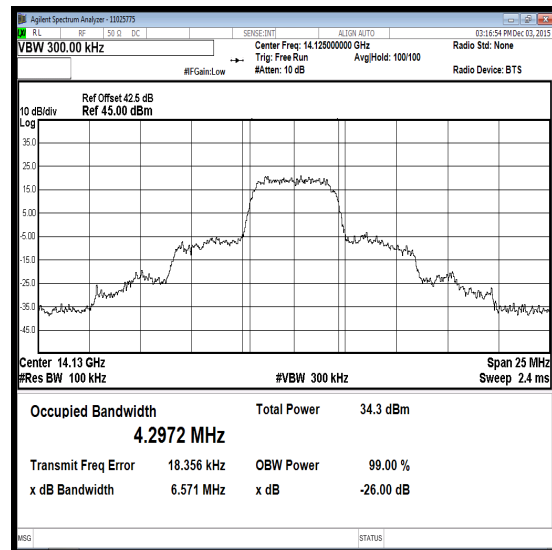 Agilent Spectrum Analyzer - 11025775
RL RF 50 Ω DC SENSE:INT ALIGN AUTO 03:16:54 PM Dec 03, 2015
VBW 300.00 kHz Center Freq: 14.125000000 GHz Radio Std: None
Trig: Free Run Avg|Hold: 100/100
#IFGain:Low #Atten: 10 dB Radio Device: BTS
Ref Offset 42.5 dB
10 dB/div Ref 45.00 dBm
Log
35.0
25.0
15.0
5.00
-5.00
-15.0
-25.0
-35.0
-45.0
Center 14.13 GHz Span 25 MHz
#Res BW 100 kHz #VBW 300 kHz Sweep 2.4 ms
Occupied Bandwidth Total Power 34.3 dBm
4.2972 MHz
Transmit Freq Error 18.356 kHz OBW Power 99.00 %
x dB Bandwidth 6.571 MHz x dB -26.00 dB
MSG STATUS